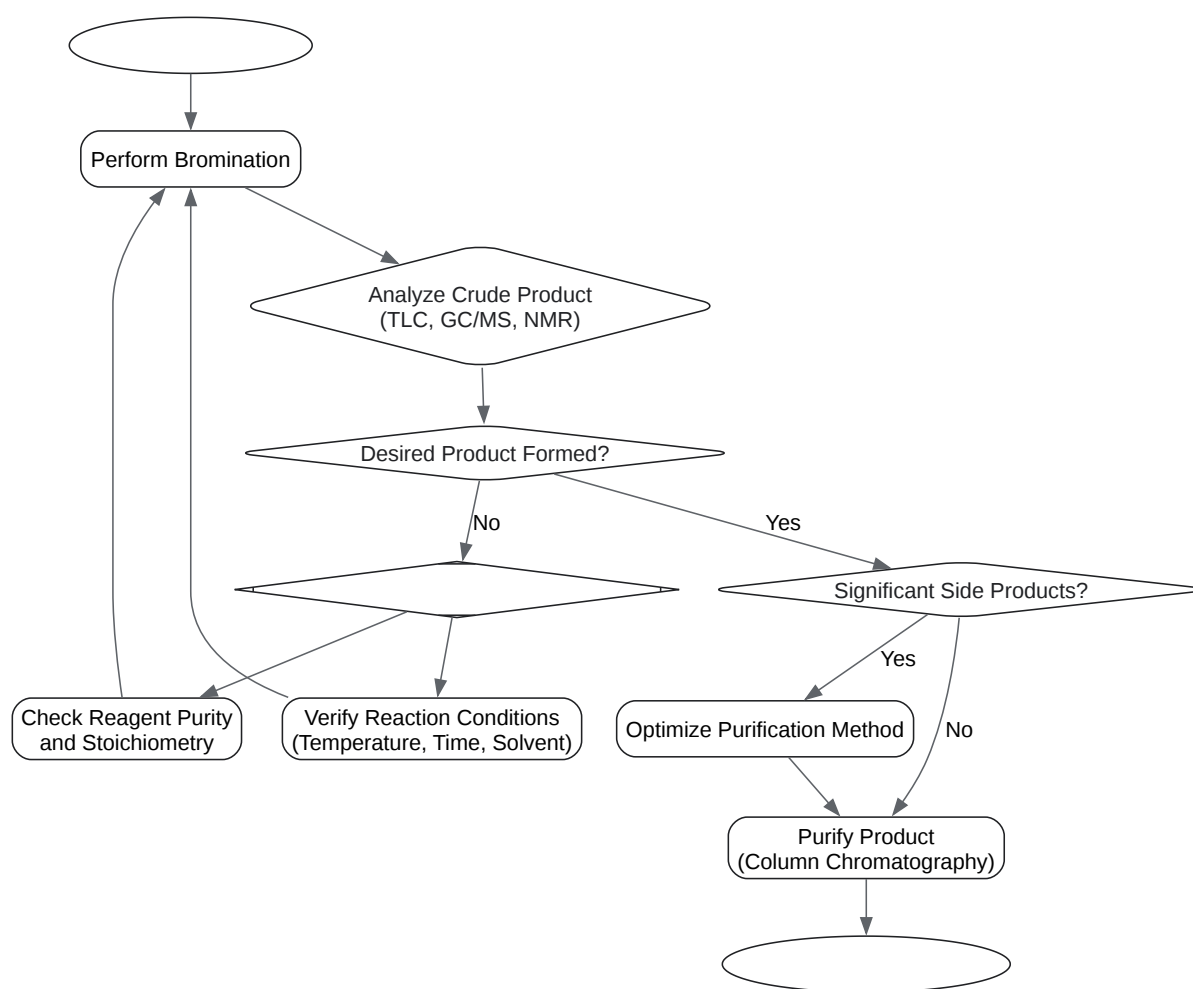 Perform Bromination
Analyze Crude Product
(TLC, GC/MS, NMR)
Desired Product Formed?
No
Yes
Significant Side Products?
Yes
Check Reagent Purity
and Stoichiometry
Verify Reaction Conditions
(Temperature, Time, Solvent)
Optimize Purification Method
No
Purify Product
(Column Chromatography)